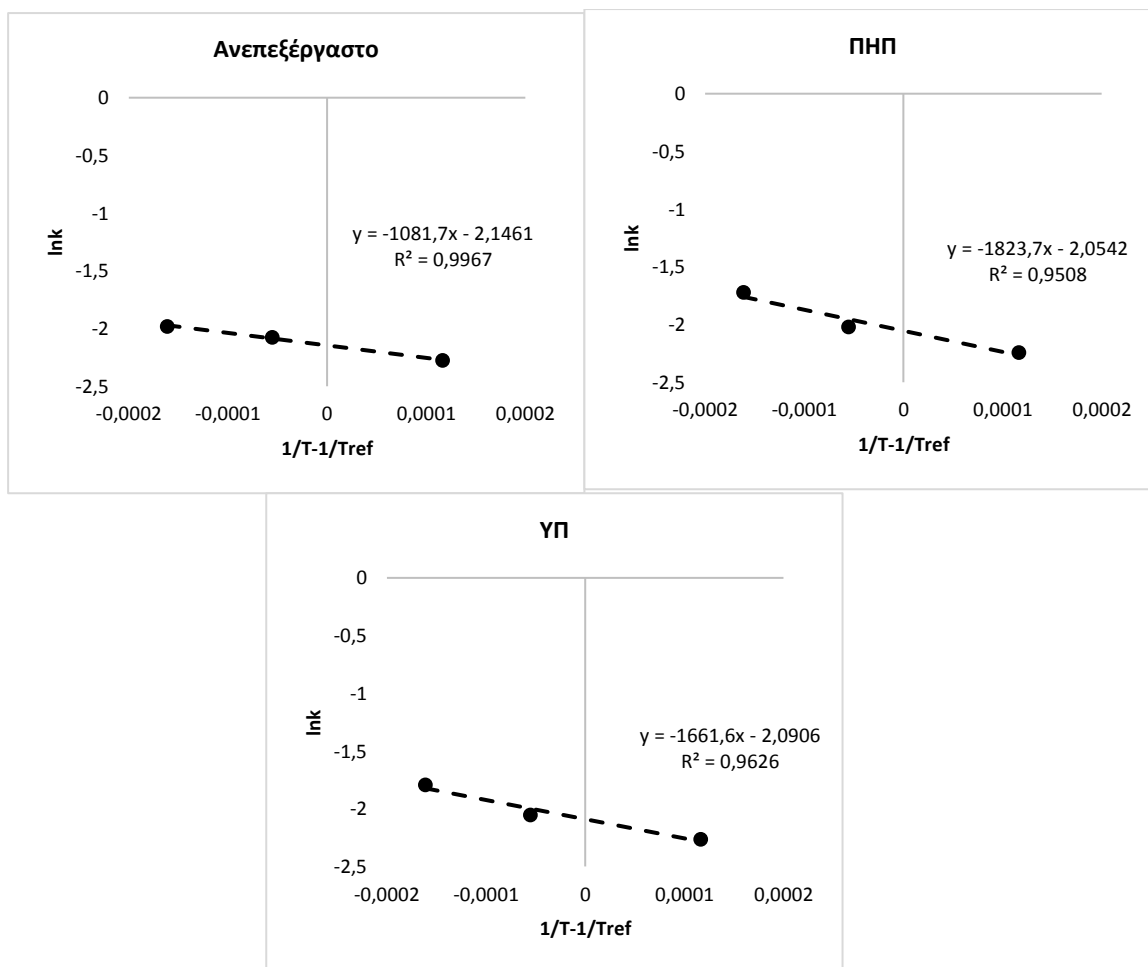 Ανεπεξέργαστο
0
-0,5
-1
-1,5
-2
-2,5
lnk
y = -1081,7x - 2,1461
R² = 0,9967
-0,0002 -0,0001 0 0,0001 0,0002
1/T-1/Tref
ΠΗΠ
0
-0,5
-1
-1,5
-2
-2,5
lnk
y = -1823,7x - 2,0542
R² = 0,9508
-0,0002 -0,0001 0 0,0001 0,0002
1/T-1/Tref
ΥΠ
0
-0,5
-1
-1,5
-2
-2,5
lnk
y = -1661,6x - 2,0906
R² = 0,9626
-0,0002 -0,0001 0 0,0001 0,0002
1/T-1/Tref